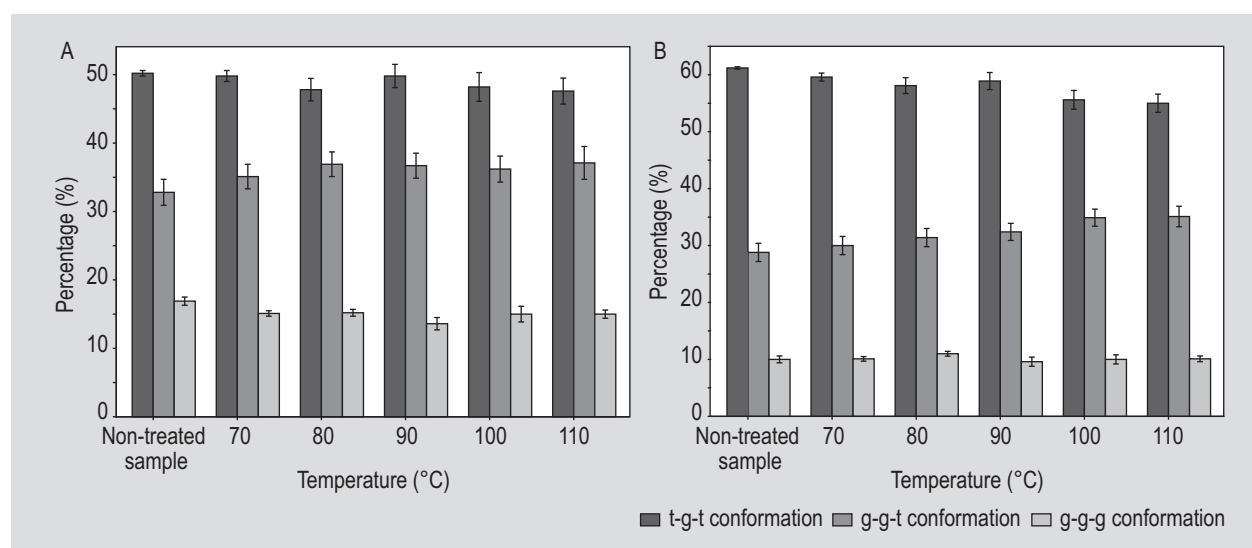 A
Percentage (%)
50
40
30
20
10
0
Non-treated
sample
70
80
90
100
110
Temperature (°C)
B
Percentage (%)
60
50
40
30
20
10
0
Non-treated
sample
70
80
90
100
110
Temperature (°C)
t-g-t conformation
g-g-t conformation
g-g-g conformation